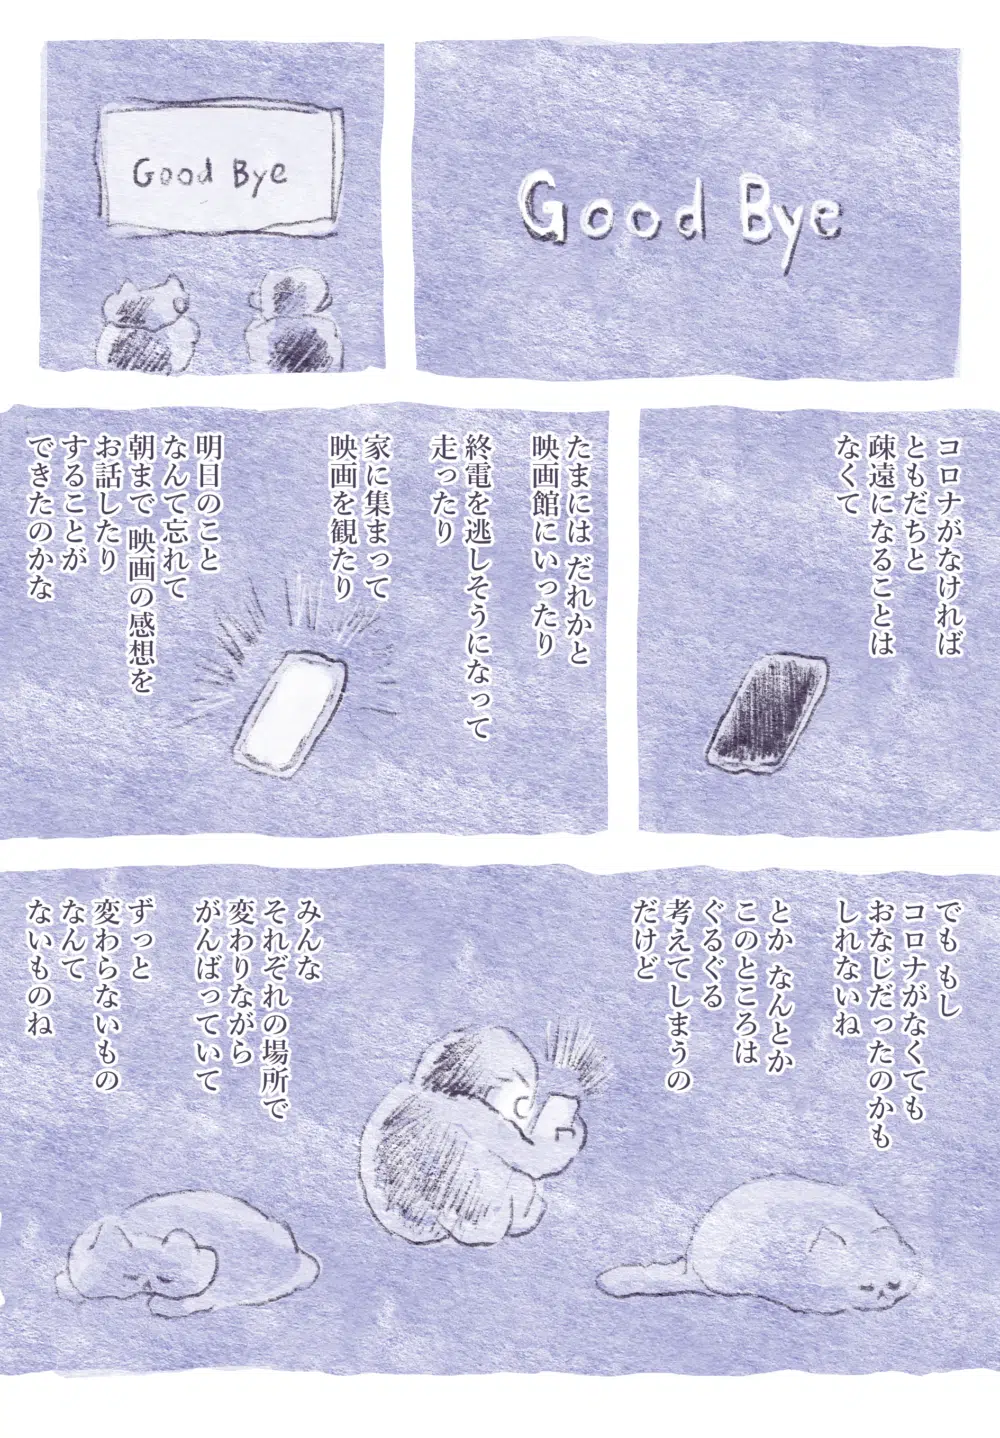 Good Bye
Good Bye
コロナがなければ
ともだちと
疎遠になることは
なくて
たまには だれかと
映画館にいったり
終電を逃しそうになって
走ったり
家に集まって
映画を観たり
明日のこと
なんて忘れて
朝まで 映画の感想を
お話したり
することが
できたのかな
でも もし
コロナがなくても
おなじだったのかも
しれないね
とか なんとか
このところは
ぐるぐる
考えてしまうの
だけど
みんな
それぞれの場所で
変わりながら
がんばっていて
ずっと
変わらないもの
なんて
ないものね